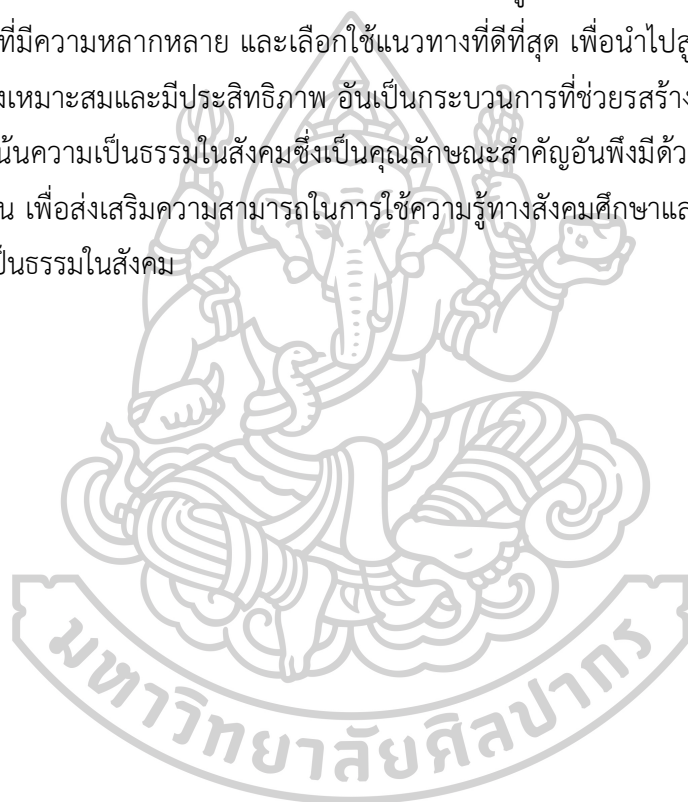 ที่มีความหลากหลาย และเลือกใช้แนวทางที่ดีที่สุด เพื่อนำไปสู
งเหมาะสมและมีประสิทธิภาพ อันเป็นกระบวนการที่ช่วยรสร้าง
น้นความเป็นธรรมในสังคมซึ่งเป็นคุณลักษณะสำคัญอันพึงมีด้ว
น เพื่อส่งเสริมความสามารถในการใช้ความรู้ทางสังคมศึกษาแล
ป็นธรรมในสังคม
มหาวิทยาลัยศิลปากร